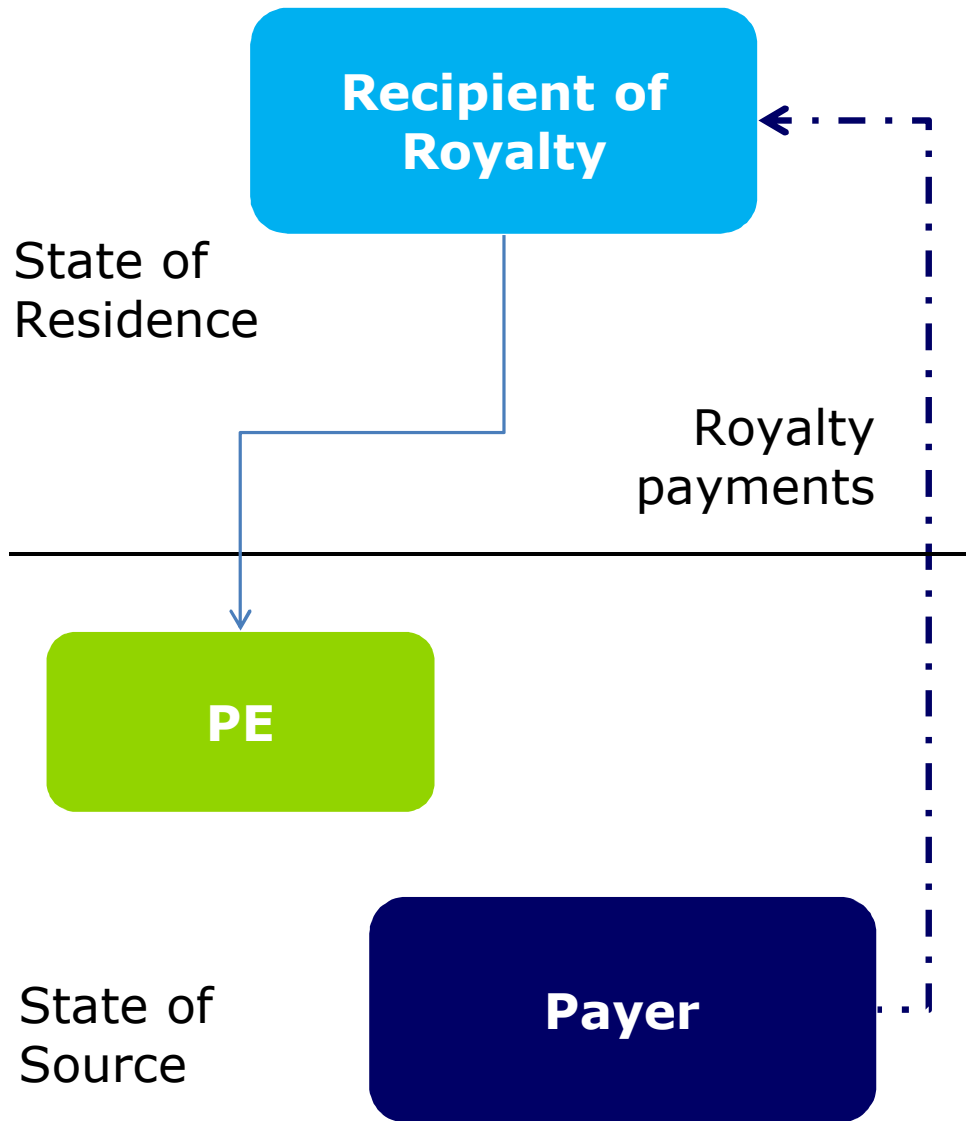 Recipient of
Royalty
State of
Residence
Royalty
payments
PE
Payer
State of
Source